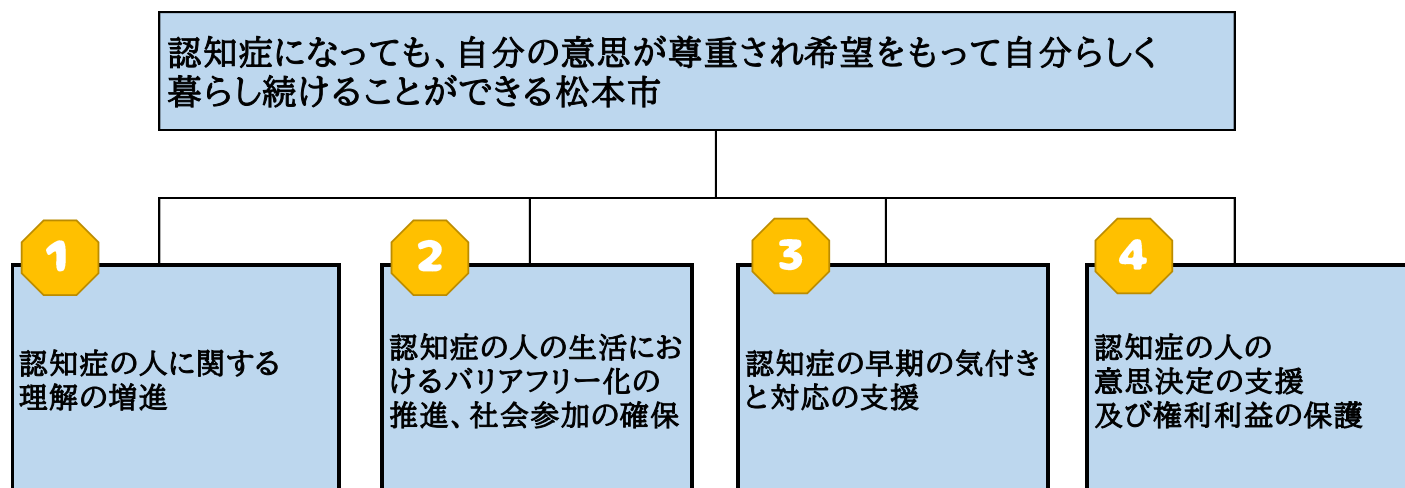 認知症になっても、自分の意思が尊重され希望をもって自分らしく
暮らし続けることができる松本市
1
認知症の人に関する
理解の増進
2
認知症の人の生活にお
けるバリアフリー化の
推進、社会参加の確保
3
認知症の早期の気付き
と対応の支援
4
認知症の人の
意思決定の支援
及び権利利益の保護